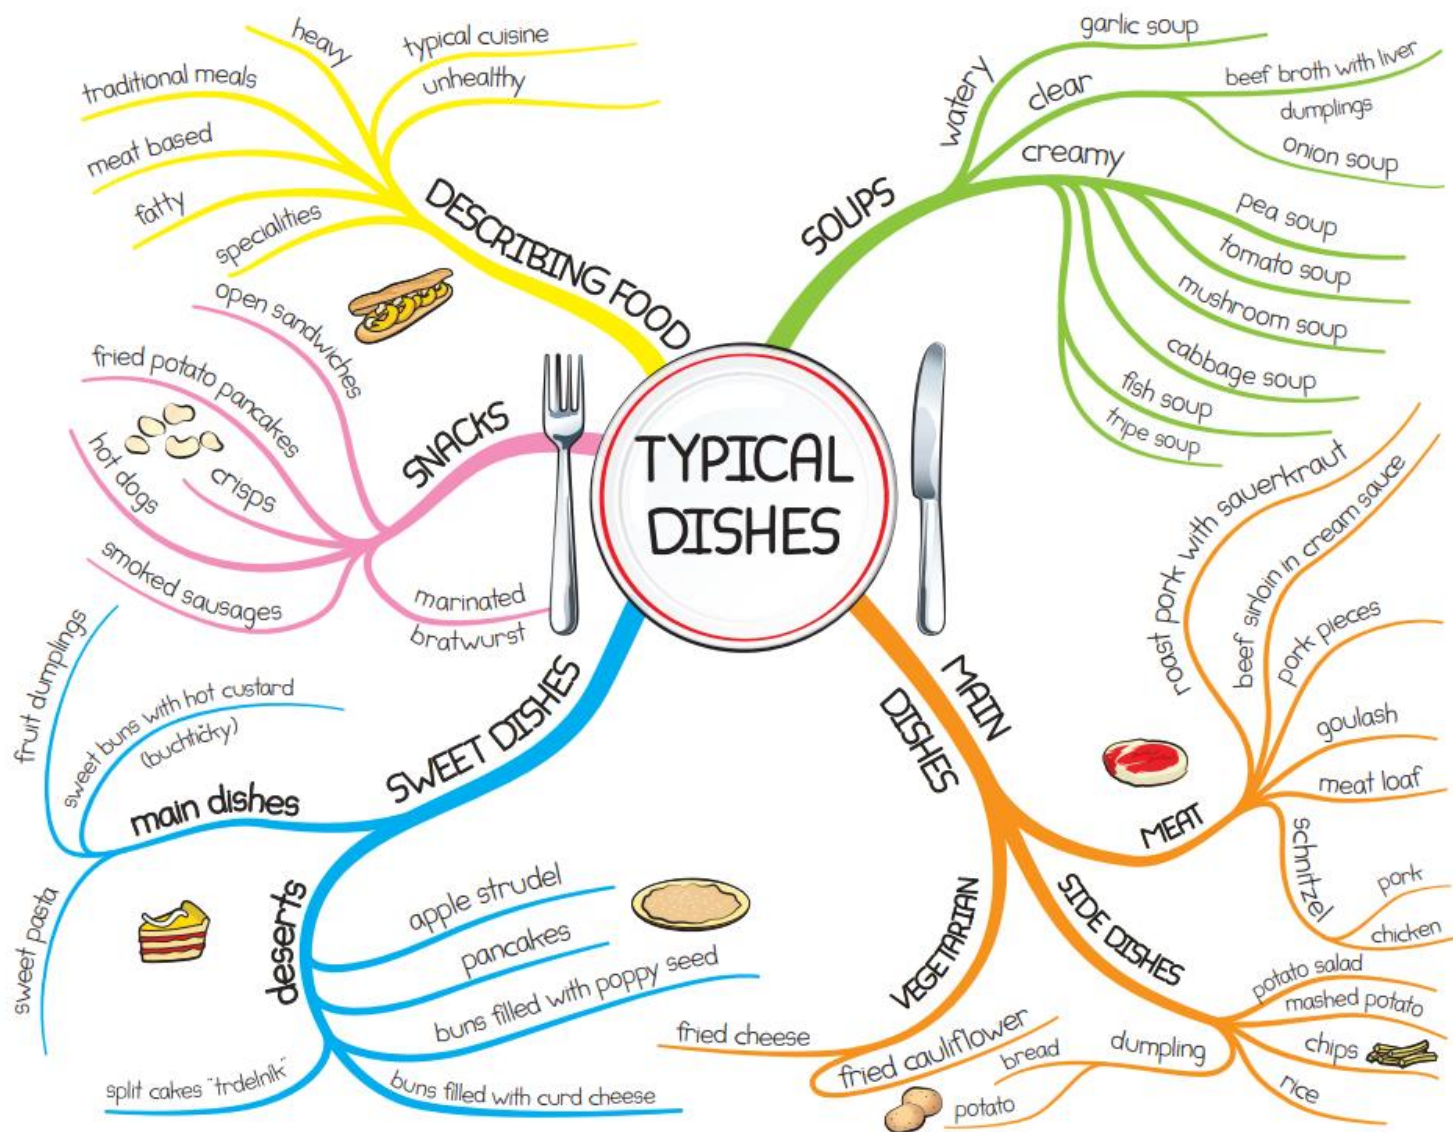 TYPICAL
DISHES
DESCRIBING FOOD
typical cuisine
unhealthy
heavy
traditional meals
meat based
fatty
specialities
SNACKS
open sandwiches
fried potato pancakes
crisps
hot dogs
smoked sausages
marinated
bratwurst
SWEET DISHES
main dishes
fruit dumplings
sweet buns with hot custard
(buchtičky)
sweet pasta
deserts
apple strudel
pancakes
buns filled with poppy seed
buns filled with curd cheese
split cakes "trdelník"
SOUPS
watery
garlic soup
clear
beef broth with liver
dumplings
onion soup
creamy
pea soup
tomato soup
mushroom soup
cabbage soup
fish soup
tripe soup
MAIN
DISHES
MEAT
roast pork with sauerkraut
beef sirloin in cream sauce
pork pieces
goulash
meat loaf
schnitzel
pork
chicken
SIDE DISHES
potato salad
mashed potato
chips
rice
dumpling
bread
potato
VEGETARIAN
fried cheese
fried cauliflower